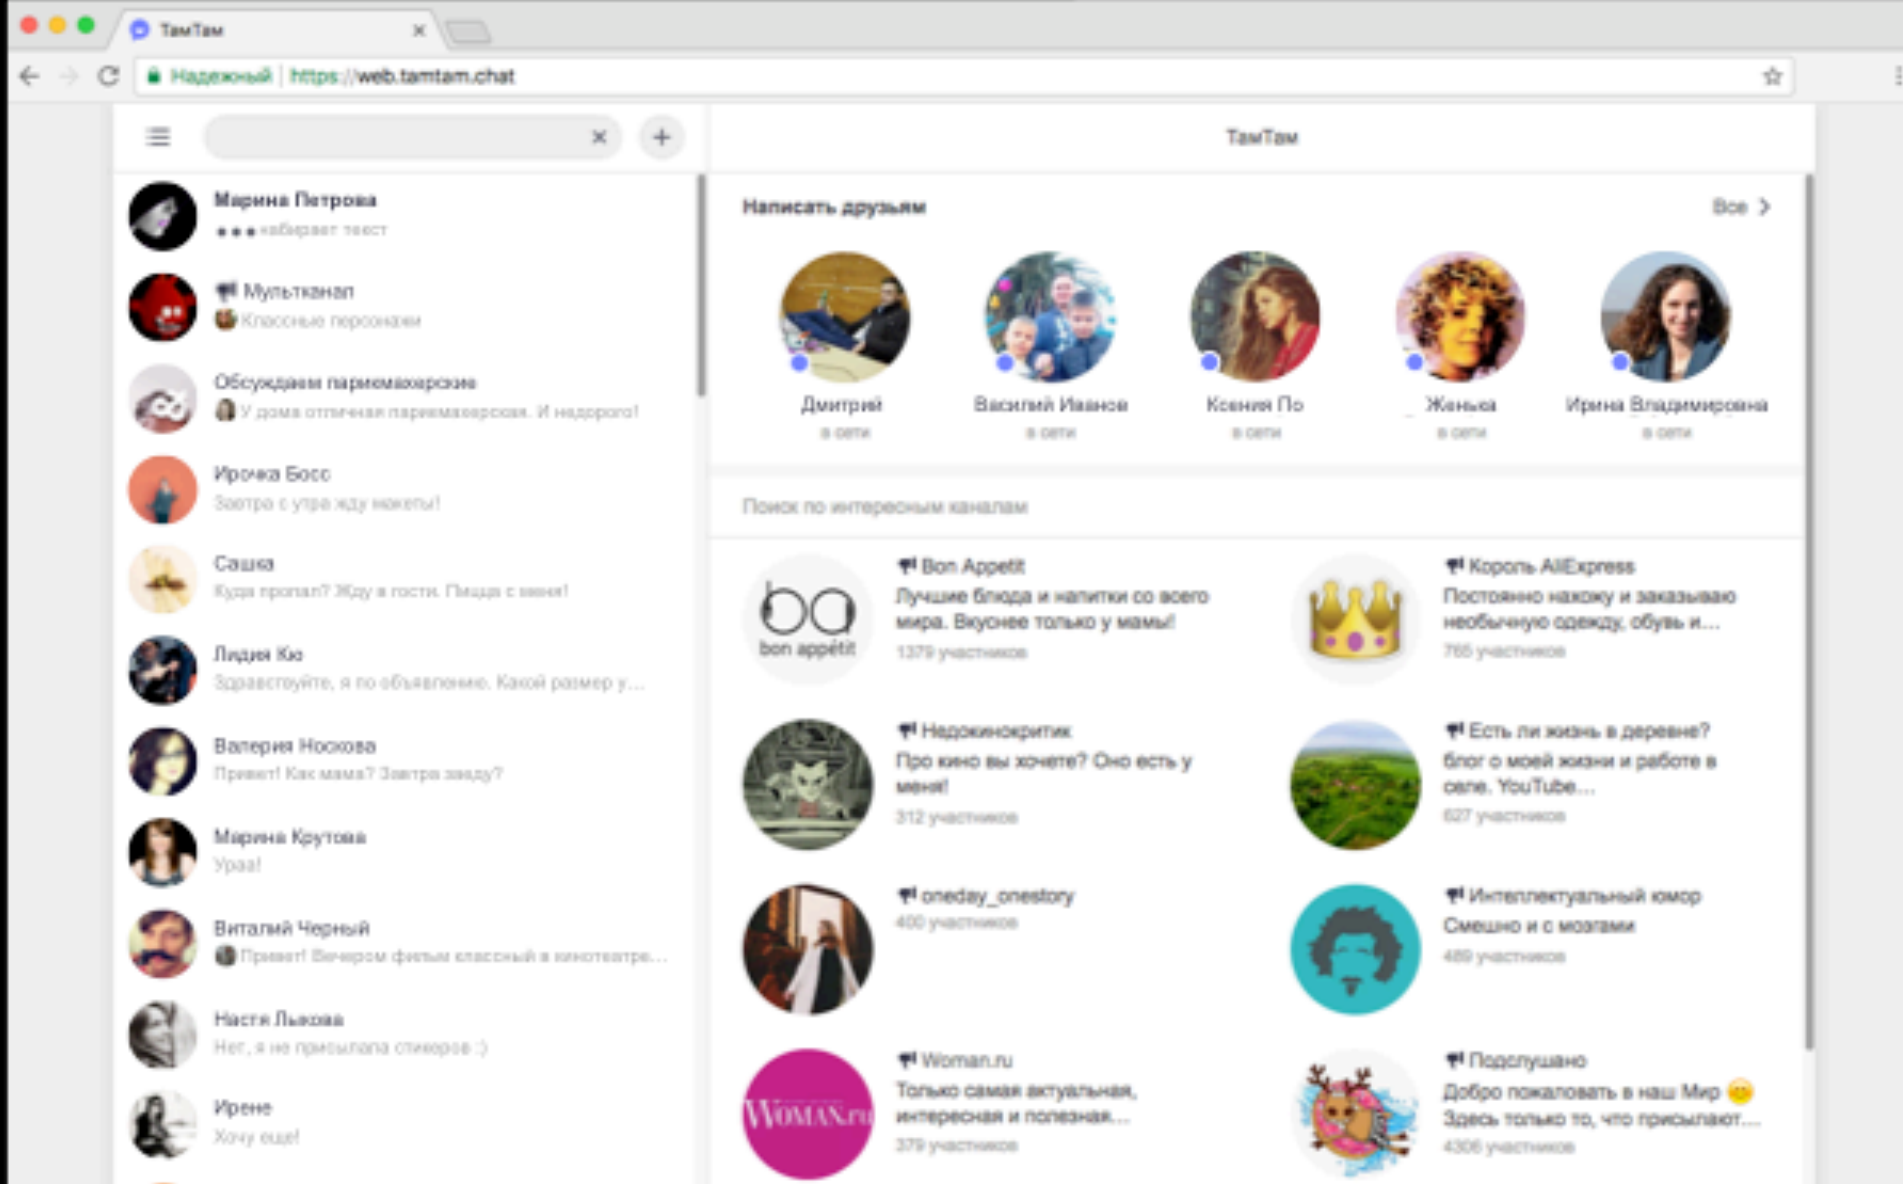 ТамТам
Надежный | https://web.tamtam.chat
Марина Петрова
набирает текст
Мультканал
Классные персонажи
Обсуждаем парикмахерские
У дома отличная парикмахерская. И недорого!
Ирочка Босс
Завтра с утра жду макеты!
Сашка
Куда пропал? Жду в гости. Пицца с меня!
Лидия Кю
Здравствуйте, я по объявлению. Какой размер у...
Валерия Носкова
Привет! Как мама? Завтра заеду?
Марина Крутова
Ураа!
Виталий Черный
Привет! Вечером фильм классный в кинотеатре...
Настя Лыкова
Нет, я не присылала стикеров :)
Ирене
Хочу еще!
ТамТам
Написать друзьям
Все
Дмитрий
в сети
Василий Иванов
в сети
Ксения По
в сети
Женька
в сети
Ирина Владимировна
в сети
Поиск по интересным каналам
ba
bon appétit
Bon Appetit
Лучшие блюда и напитки со всего
мира. Вкуснее только у мамы!
1379 участников
Король AliExpress
Постоянно нахожу и заказываю
необычную одежду, обувь и...
765 участников
Недокинокритик
Про кино вы хочете? Оно есть у
меня!
312 участников
Есть ли жизнь в деревне?
блог о моей жизни и работе в
селе. YouTube...
627 участников
oneday_onestory
400 участников
Интеллектуальный юмор
Смешно и с мозгами
489 участников
WOMAN.ru
Woman.ru
Только самая актуальная,
интересная и полезная...
379 участников
Подслушано
Добро пожаловать в наш Мир 😊
Здесь только то, что присылают...
4306 участников